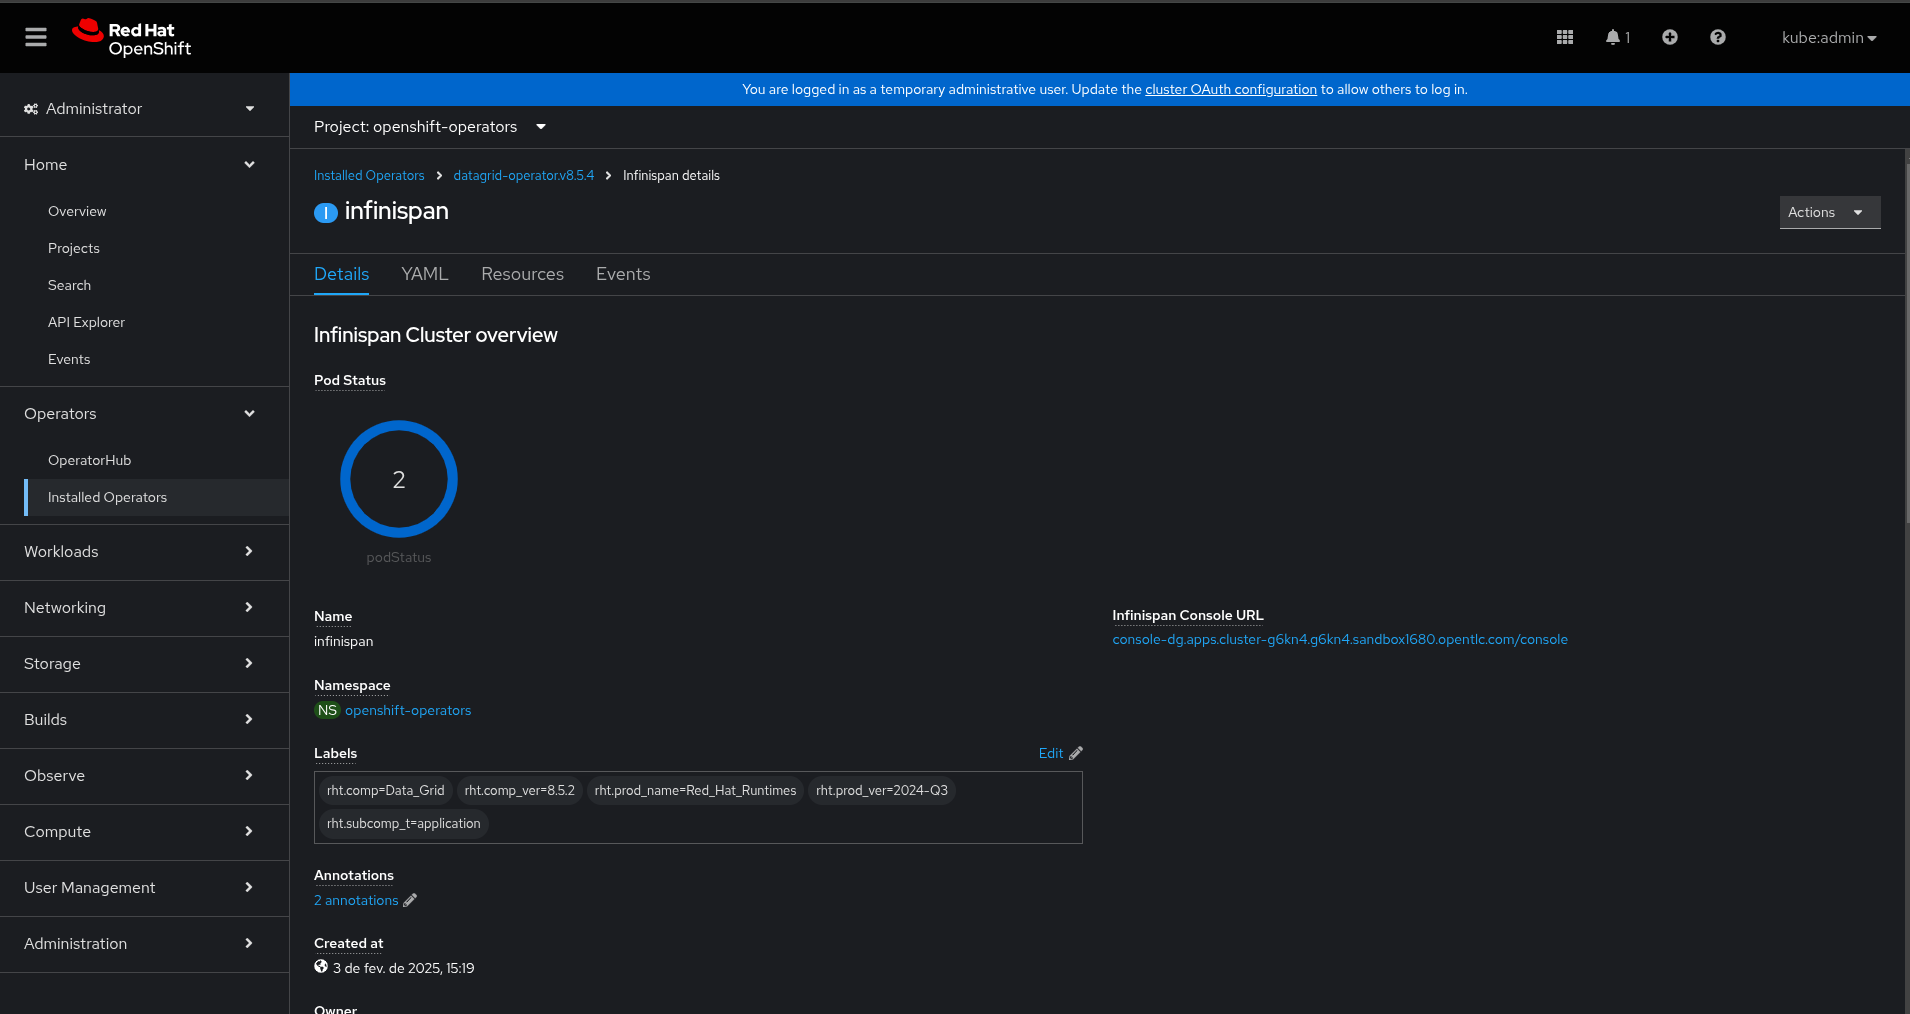 Red Hat
OpenShift
1
kube:admin
Administrator
Home
Overview
Projects
Search
API Explorer
Events
Operators
OperatorHub
Installed Operators
Workloads
Networking
Storage
Builds
Observe
Compute
User Management
Administration
You are logged in as a temporary administrative user. Update the cluster OAuth configuration to allow others to log in.
Project: openshift-operators
Installed Operators > datagrid-operator.v8.5.4 > Infinispan details
I infinispan
Actions
Details YAML Resources Events
Infinispan Cluster overview
Pod Status
2
podStatus
Name
infinispan
Infinispan Console URL
console-dg.apps.cluster-g6kn4.g6kn4.sandbox1680.opentlc.com/console
Namespace
NS openshift-operators
Labels
Edit
rht.comp=Data_Grid rht.comp_ver=8.5.2 rht.prod_name=Red_Hat_Runtimes rht.prod_ver=2024-Q3
rht.subcomp_t=application
Annotations
2 annotations
Created at
3 de fev. de 2025, 15:19
Owner